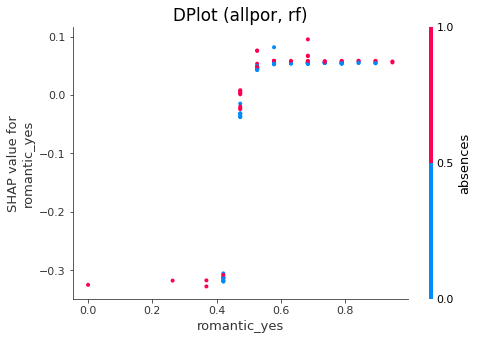 DPlot (allpor, rf)
0.1
0.0
−0.1
−0.2
−0.3
SHAP value for
romantic_yes
0.0 0.2 0.4 0.6 0.8
romantic_yes
1.0
0.5
0.0
absences